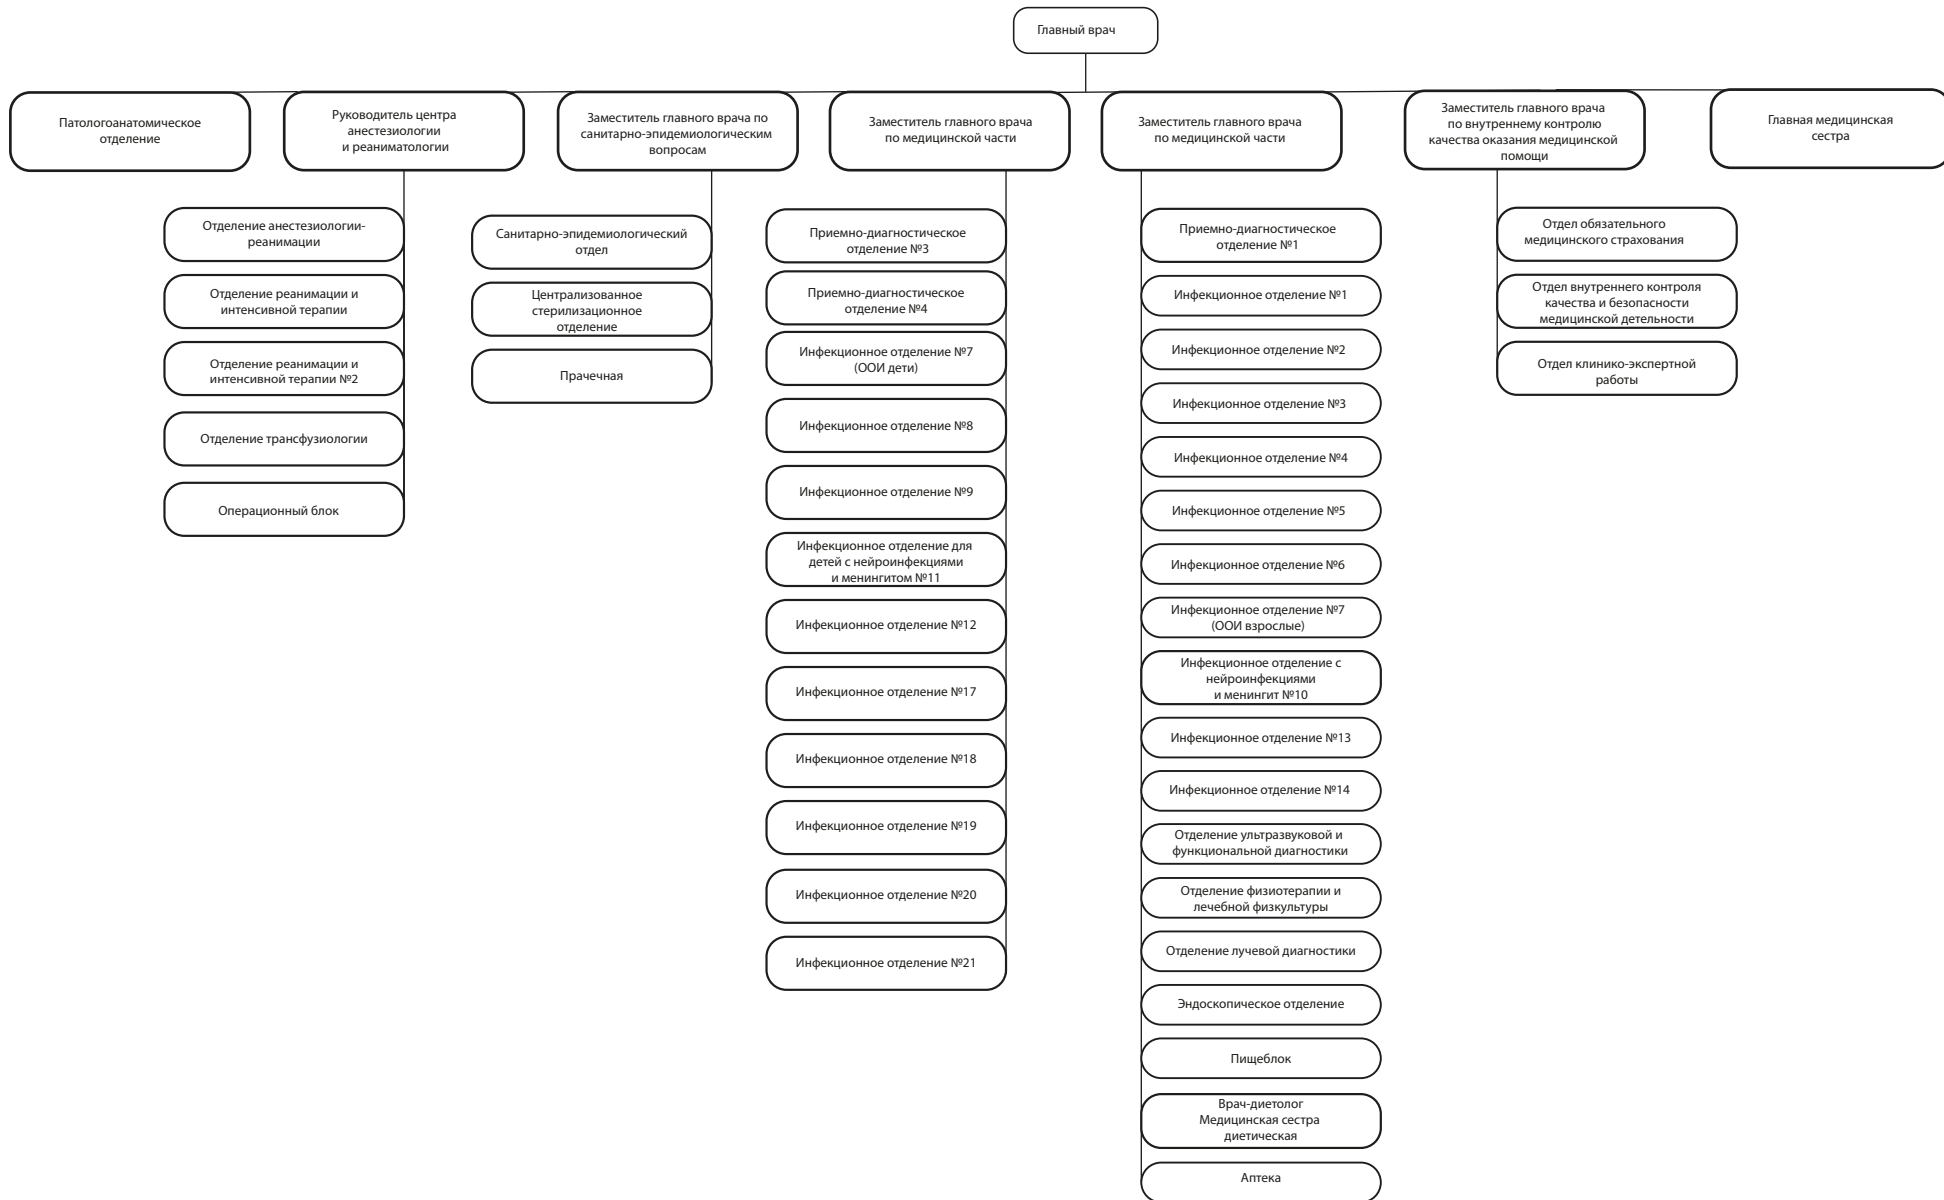 Главный врач
Патологоанатомическое
отделение
Руководитель центра
анестезиологии
и реаниматологии
Заместитель главного врача по
санитарно-эпидемиологическим
вопросам
Заместитель главного врача
по медицинской части
Заместитель главного врача
по медицинской части
Заместитель главного врача
по внутреннему контролю
качества оказания медицинской
помощи
Главная медицинская
сестра
Отделение анестезиологии-
реанимации
Отделение реанимации и
интенсивной терапии
Отделение реанимации и
интенсивной терапии №2
Отделение трансфузиологии
Операционный блок
Санитарно-эпидемиологический
отдел
Централизованное
стерилизационное
отделение
Прачечная
Приемно-диагностическое
отделение №3
Приемно-диагностическое
отделение №4
Инфекционное отделение №7
(ООИ дети)
Инфекционное отделение №8
Инфекционное отделение №9
Инфекционное отделение для
детей с нейроинфекциями
и менингитом №11
Инфекционное отделение №12
Инфекционное отделение №17
Инфекционное отделение №18
Инфекционное отделение №19
Инфекционное отделение №20
Инфекционное отделение №21
Приемно-диагностическое
отделение №1
Инфекционное отделение №1
Инфекционное отделение №2
Инфекционное отделение №3
Инфекционное отделение №4
Инфекционное отделение №5
Инфекционное отделение №6
Инфекционное отделение №7
(ООИ взрослые)
Инфекционное отделение с
нейроинфекциями
и менингит №10
Инфекционное отделение №13
Инфекционное отделение №14
Отделение ультразвуковой и
функциональной диагностики
Отделение физиотерапии и
лечебной физкультуры
Отделение лучевой диагностики
Эндоскопическое отделение
Пищеблок
Врач-диетолог
Медицинская сестра
диетическая
Аптека
Отдел обязательного
медицинского страхования
Отдел внутреннего контроля
качества и безопасности
медицинской детельности
Отдел клинико-экспертной
работы